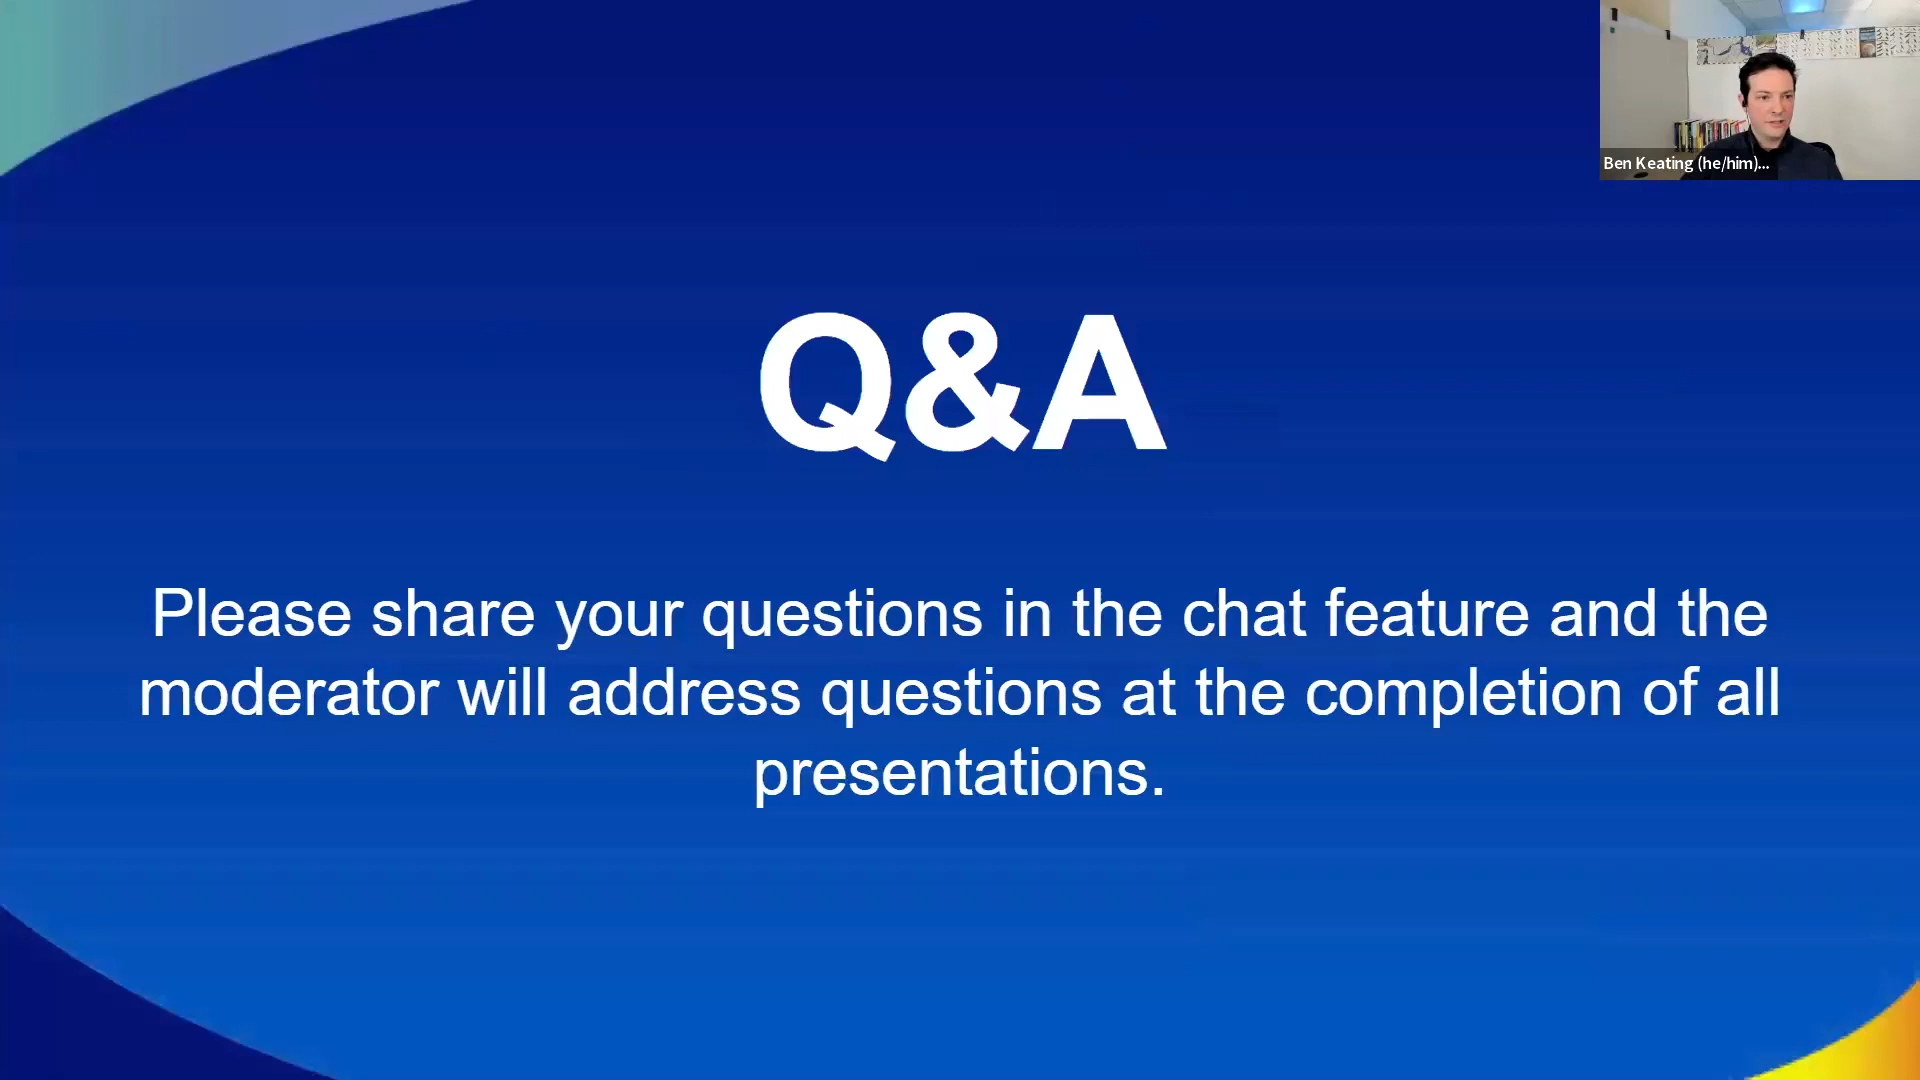 Ben Keating (he/him)...
Q&A
Please share your questions in the chat feature and the
moderator will address questions at the completion of all
presentations.